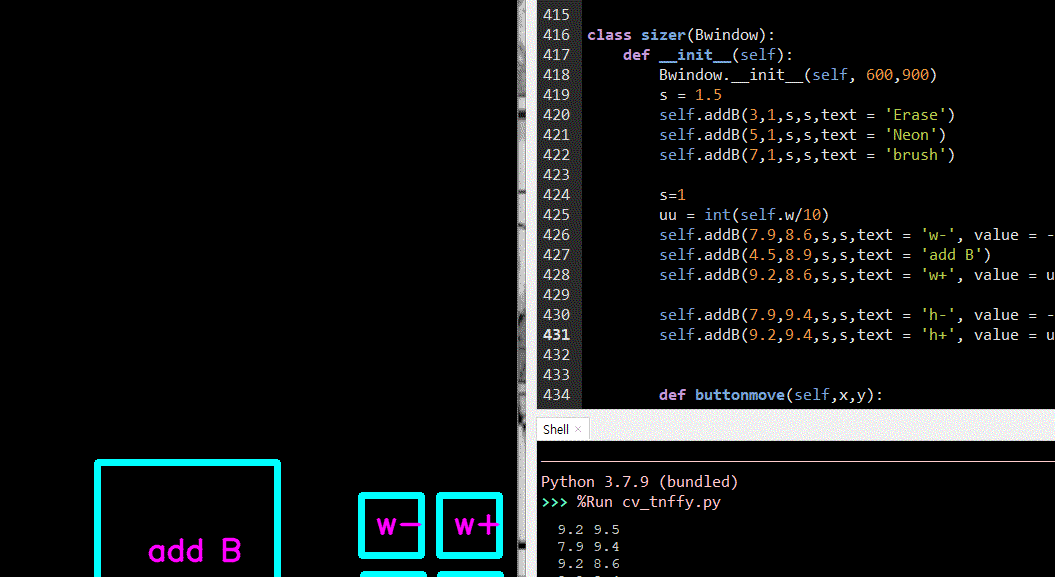 415
416 class sizer(Bwindow):
417     def __init__(self):
418         Bwindow.__init__(self, 600,900)
419         s = 1.5
420         self.addB(3,1,s,s,text = 'Erase')
421         self.addB(5,1,s,s,text = 'Neon')
422         self.addB(7,1,s,s,text = 'brush')
423
424         s=1
425         uu = int(self.w/10)
426         self.addB(7.9,8.6,s,s,text = 'w-', value = -
427         self.addB(4.5,8.9,s,s,text = 'add B')
428         self.addB(9.2,8.6,s,s,text = 'w+', value = u
429
430         self.addB(7.9,9.4,s,s,text = 'h-', value = -
431         self.addB(9.2,9.4,s,s,text = 'h+', value = u
432
433
434         def buttonmove(self,x,y):
Shell ×
Python 3.7.9 (bundled)
>>> %Run cv_tnffy.py
9.2 9.5
7.9 9.4
9.2 8.6
w- w+
add B